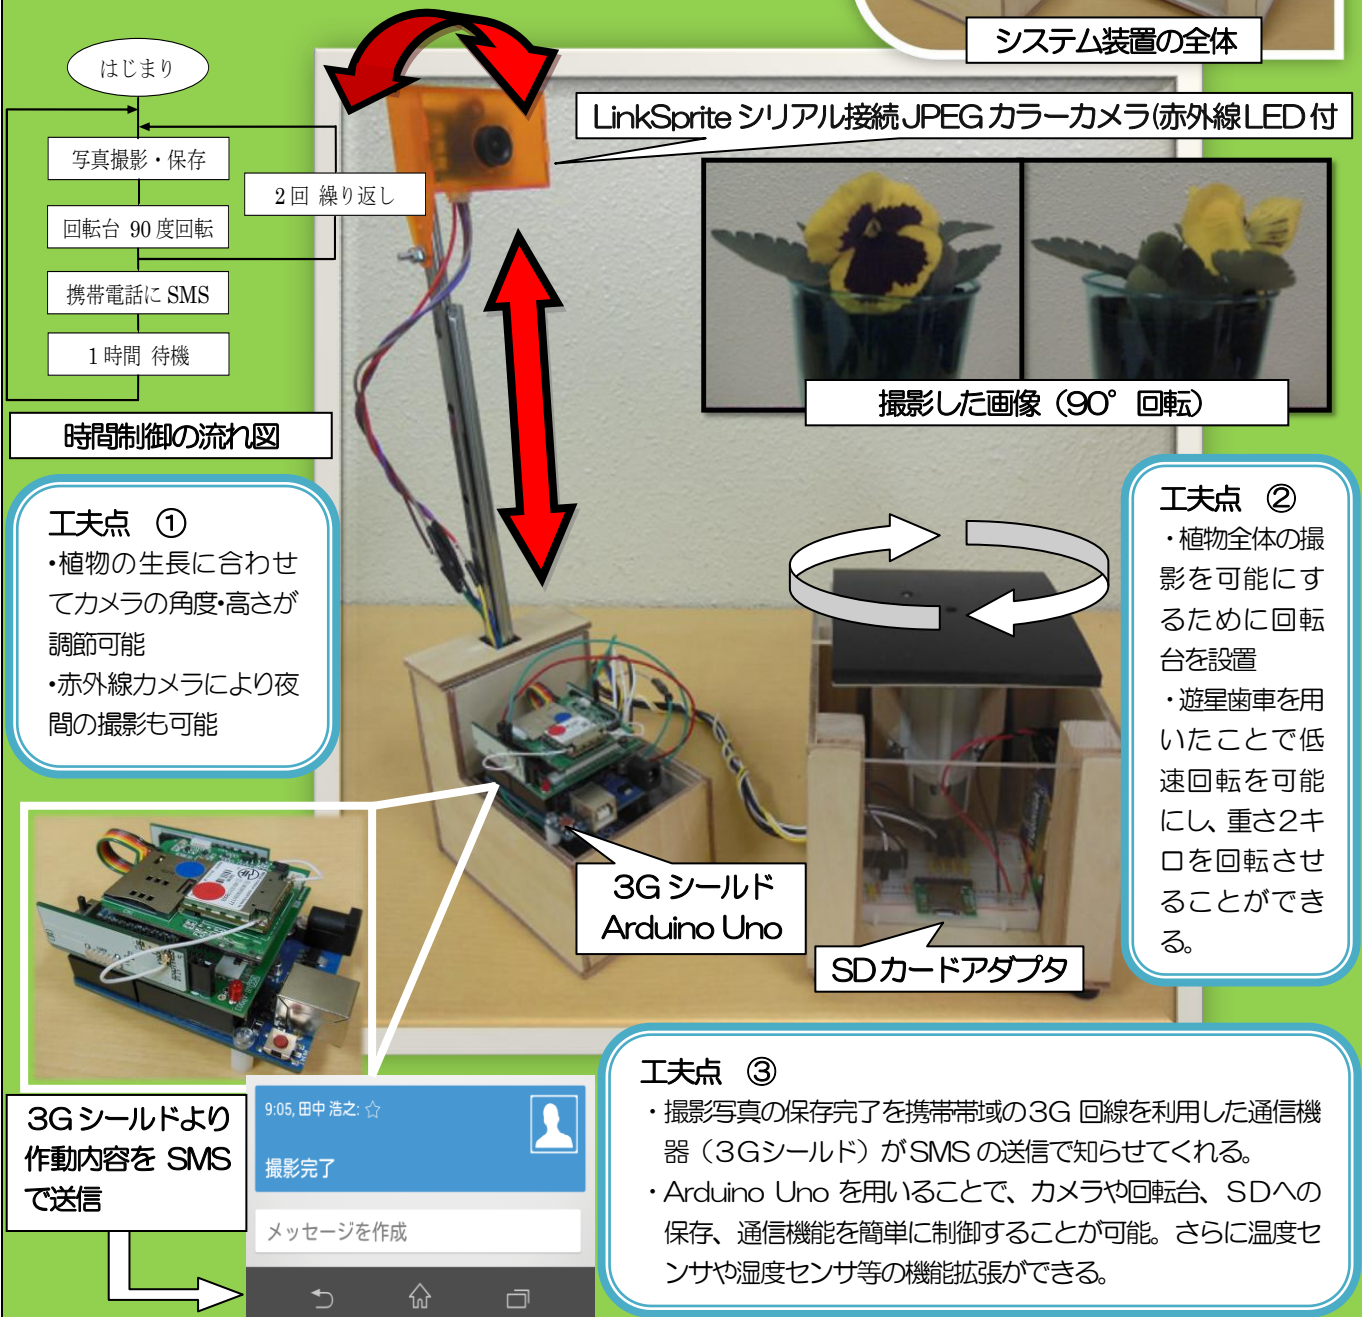 システム装置の全体
はじまり
写真撮影・保存
回転台 90 度回転
2 回 繰り返し
携帯電話に SMS
1 時間 待機
時間制御の流れ図
LinkSprite シリアル接続 JPEG カラーカメラ(赤外線 LED 付
撮影した画像（90° 回転）
工夫点 ①
・植物の生長に合わせ
てカメラの角度・高さが
調節可能
・赤外線カメラにより夜
間の撮影も可能
工夫点 ②
・植物全体の撮
影を可能にす
るために回転
台を設置
・遊星歯車を用
いたことで低
速回転を可能
にし、重さ2キ
ロを回転させ
ることができ
る。
3G シールド
Arduino Uno
SD カードアダプタ
3G シールドより
作動内容を SMS
で送信
9:05, 田中 浩之: ☆
撮影完了
メッセージを作成
工夫点 ③
・撮影写真の保存完了を携帯帯域の3G 回線を利用した通信機
器（3Gシールド）が SMS の送信で知らせてくれる。
・Arduino Uno を用いることで、カメラや回転台、SDへの
保存、通信機能を簡単に制御することが可能。さらに温度セ
ンサや湿度センサ等の機能拡張ができる。